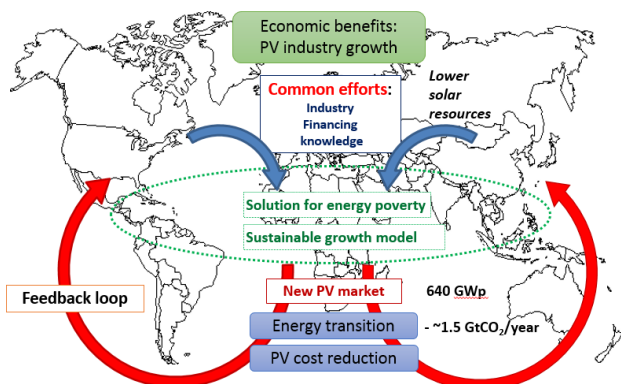 Economic benefits:
PV industry growth
Common efforts:
Industry
Financing
knowledge
Lower
solar
resources
Solution for energy poverty
Sustainable growth model
Feedback loop
New PV market
640 GWp
Energy transition
- ~1.5 GtCO₂/year
PV cost reduction